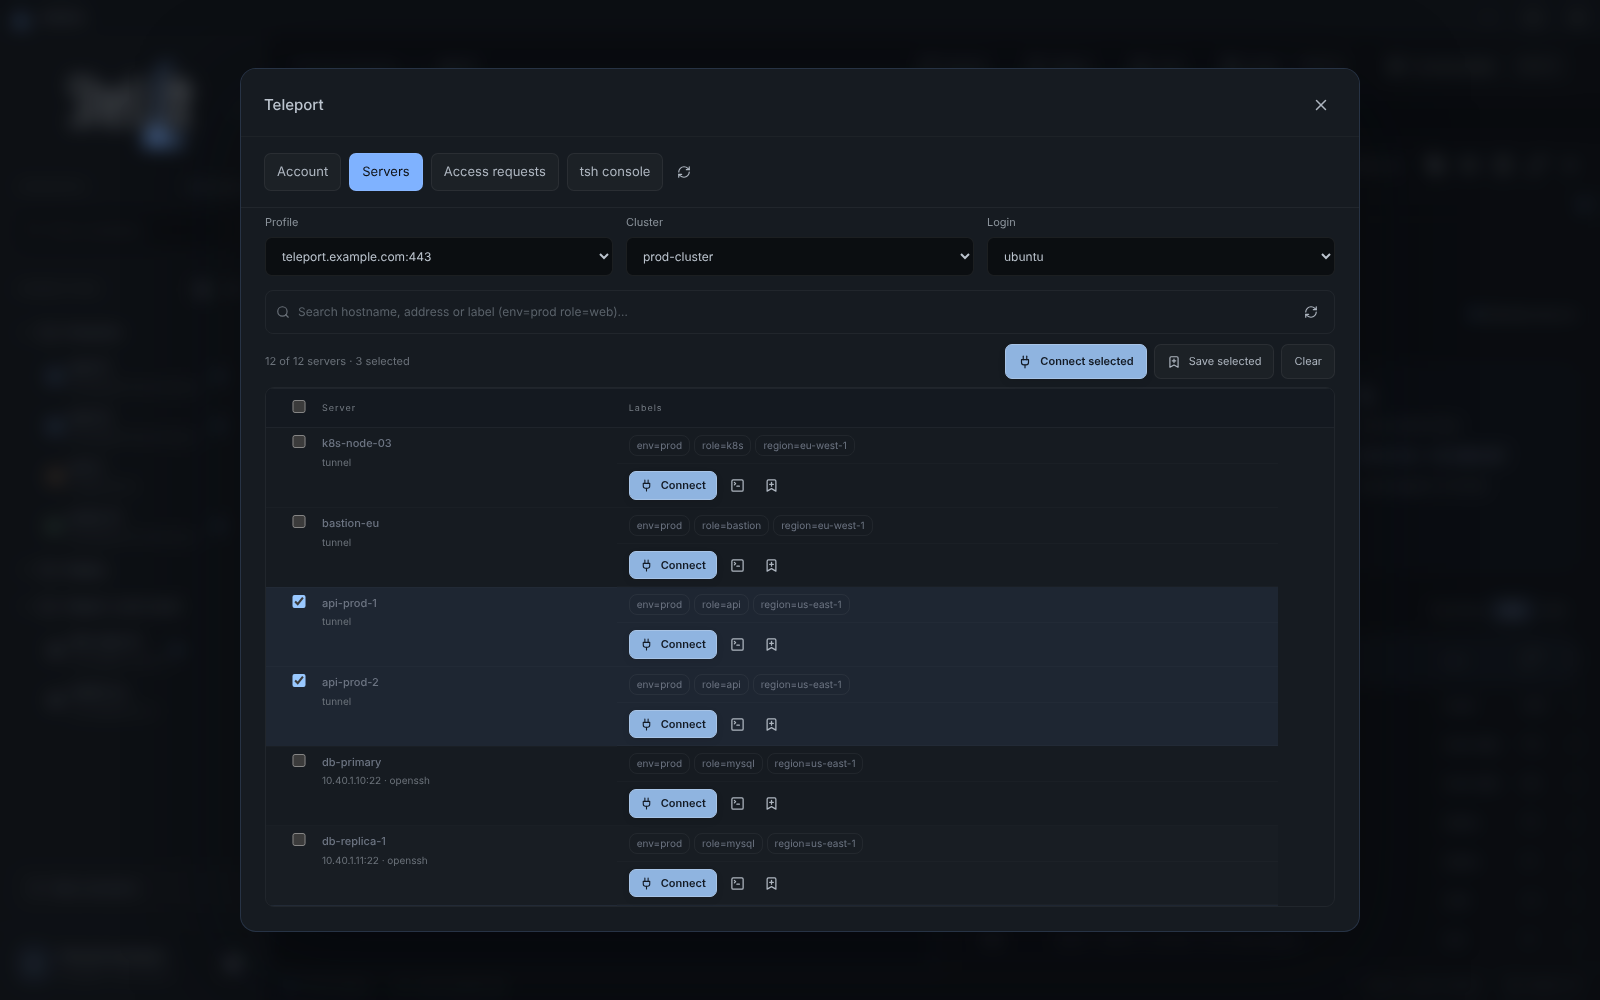 Teleport
Account Servers Access requests tsh console
Profile Cluster Login
teleport.example.com:443 prod-cluster ubuntu
Search hostname, address or label (env=prod role=web)...
12 of 12 servers · 3 selected Connect selected Save selected Clear
Server Labels
k8s-node-03 env=prod role=k8s region=eu-west-1
tunnel
Connect
bastion-eu env=prod role=bastion region=eu-west-1
tunnel
Connect
api-prod-1 env=prod role=api region=us-east-1
tunnel
Connect
api-prod-2 env=prod role=api region=us-east-1
tunnel
Connect
db-primary env=prod role=mysql region=us-east-1
10.40.1.10:22 · openssh
Connect
db-replica-1 env=prod role=mysql region=us-east-1
10.40.1.11:22 · openssh
Connect